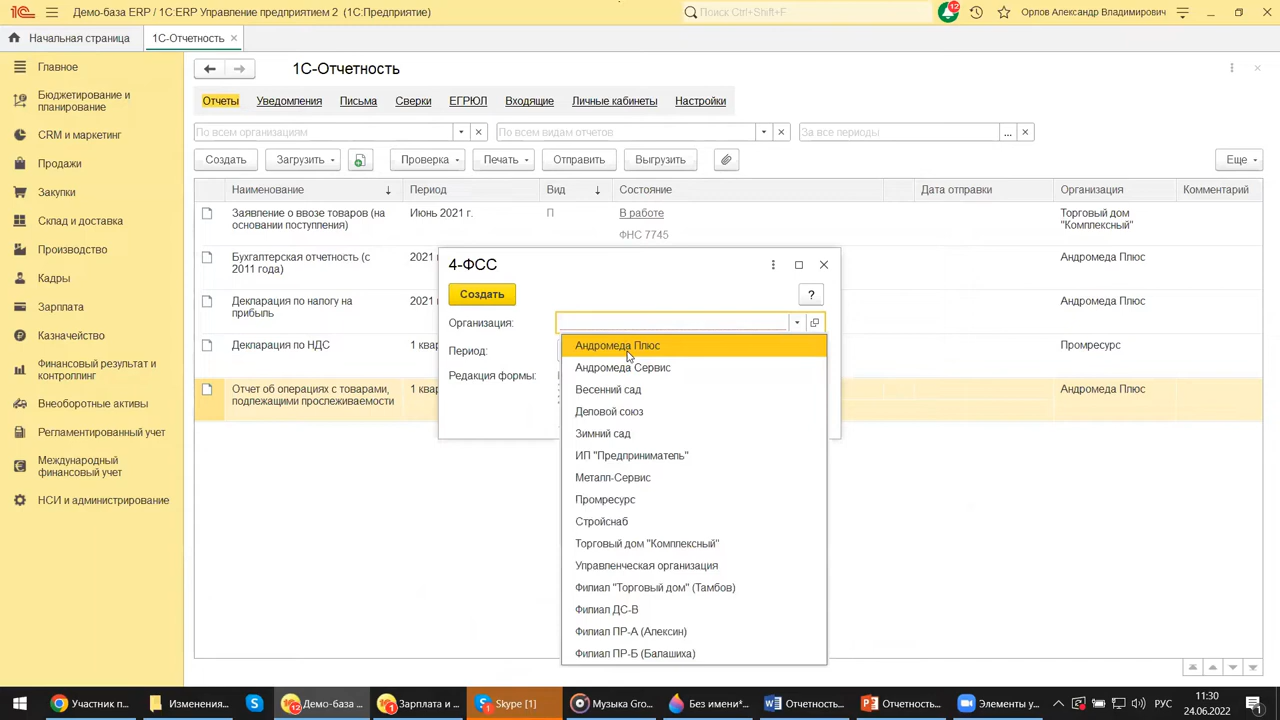 Демо-база ERP / 1С:ERP Управление предприятием 2 (1С:Предприятие)
Поиск Ctrl+Shift+F
12
Орлов Александр Владимирович
Начальная страница
1С-Отчетность
Главное
Бюджетирование и
планирование
CRM и маркетинг
Продажи
Закупки
Склад и доставка
Производство
Кадры
Зарплата
Казначейство
Финансовый результат и
контроллинг
Внеоборотные активы
Регламентированный учет
Международный
финансовый учет
НСИ и администрирование
1С-Отчетность
Отчеты Уведомления Письма Сверки ЕГРЮЛ Входящие Личные кабинеты Настройки
По всем организациям
По всем видам отчетов
За все периоды
Создать Загрузить Проверка Печать Отправить Выгрузить Еще
Наименование Период Вид Состояние Дата отправки Организация Комментарий
Заявление о ввозе товаров (на
основании поступления)
Июнь 2021 г. П В работе
ФНС 7745
Торговый дом
"Комплексный"
Бухгалтерская отчетность (с
2011 года)
2021 Андромеда Плюс
Декларация по налогу на
прибыль
2021 Андромеда Плюс
Декларация по НДС 1 квар Промресурс
Отчет об операциях с товарами,
подлежащими прослеживаемости
1 квар Андромеда Плюс
4-ФСС
Создать ?
Организация:
Период:
Редакция формы:
Андромеда Плюс
Андромеда Сервис
Весенний сад
Деловой союз
Зимний сад
ИП "Предприниматель"
Металл-Сервис
Промресурс
Стройснаб
Торговый дом "Комплексный"
Управленческая организация
Филиал "Торговый дом" (Тамбов)
Филиал ДС-В
Филиал ПР-А (Алексин)
Филиал ПР-Б (Балашиха)
Участник п...
Изменения...
Демо-база ...
Зарплата и ...
Skype [1]
Музыка Gro...
Без имени*...
Отчетность...
Отчетность...
Элементы у...
РУС
11:30
24.06.2022